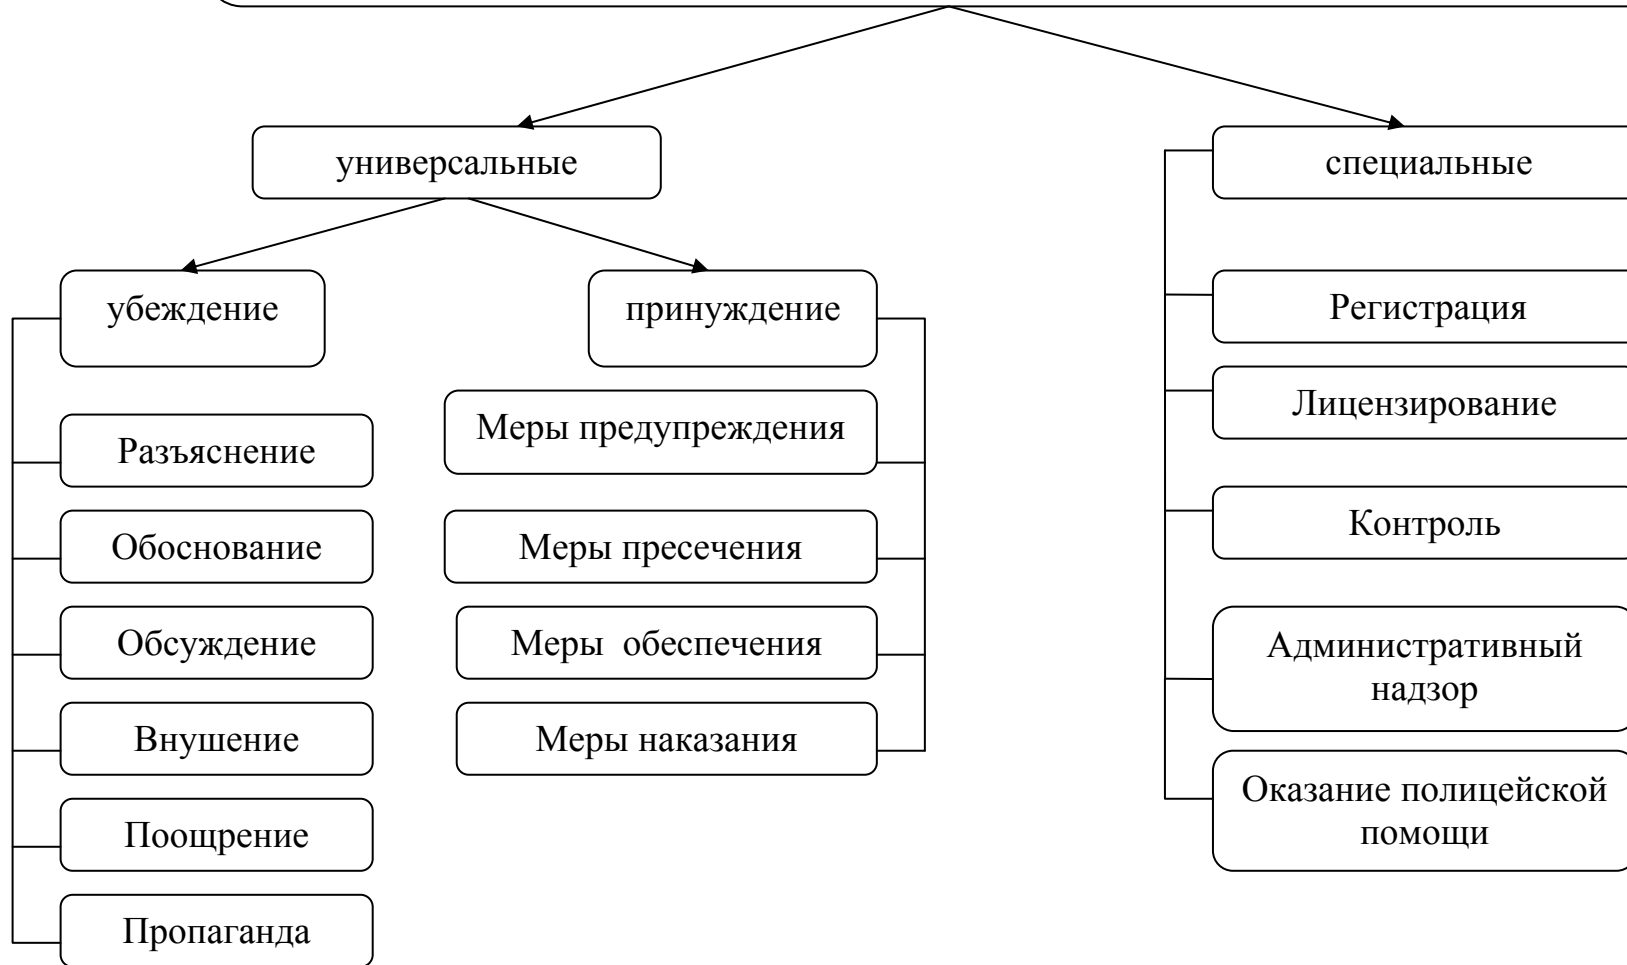 универсальные
специальные
убеждение
принуждение
Разъяснение
Обоснование
Обсуждение
Внушение
Поощрение
Пропаганда
Меры предупреждения
Меры пресечения
Меры  обеспечения
Меры наказания
Регистрация
Лицензирование
Контроль
Административный
надзор
Оказание полицейской
помощи